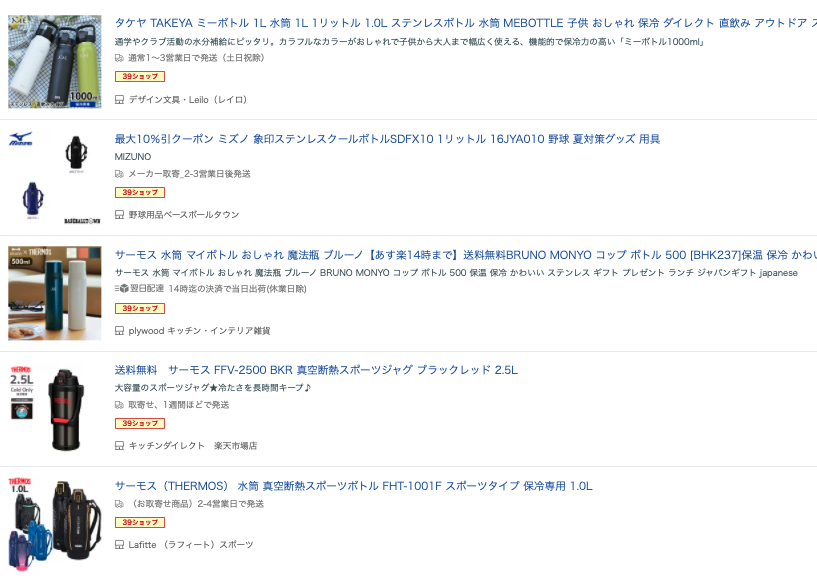 タケヤ TAKEYA ミーボトル 1L 水筒 1L 1リットル 1.0L ステンレスボトル 水筒 MEBOTTLE 子供 おしゃれ 保冷 ダイレクト 直飲み アウトドア ス
通学やクラブ活動の水分補給にピッタリ。カラフルなカラーがおしゃれで子供から大人まで幅広く使える、機能的で保冷力の高い「ミーボトル1000ml」
通常1〜3営業日で発送（土日祝除）
39ショップ
1000ml
デザイン文具・Leilo（レイロ）
最大10％引クーポン ミズノ 象印ステンレスクールボトルSDFX10 1リットル 16JYA010 野球 夏対策グッズ 用具
MIZUNO
メーカー取寄_2-3営業日後発送
39ショップ
BASEBALLTOWN
野球用品ベースボールタウン
サーモス 水筒 マイボトル おしゃれ 魔法瓶 ブルーノ【あす楽14時まで】送料無料BRUNO MONYO コップ ボトル 500 [BHK237]保温 保冷 かわい
THERMOS
500ml
サーモス 水筒 マイボトル おしゃれ 魔法瓶 ブルーノ BRUNO MONYO コップ ボトル 500 保温 保冷 かわいい ステンレス ギフト プレゼント ランチ ジャパンギフト japanese
翌日配達 14時迄の決済で当日出荷(休業日除)
39ショップ
plywood キッチン・インテリア雑貨
送料無料　サーモス FFV-2500 BKR 真空断熱スポーツジャグ ブラックレッド 2.5L
THERMOS
2.5L
Cold Only
大容量のスポーツジャグ★冷たさを長時間キープ♪
取寄せ、1週間ほどで発送
39ショップ
キッチンダイレクト　楽天市場店
サーモス（THERMOS） 水筒 真空断熱スポーツボトル FHT-1001F スポーツタイプ 保冷専用 1.0L
THERMOS
1.0L
（お取寄せ商品）2-4営業日で発送
39ショップ
Lafitte （ラフィート）スポーツ